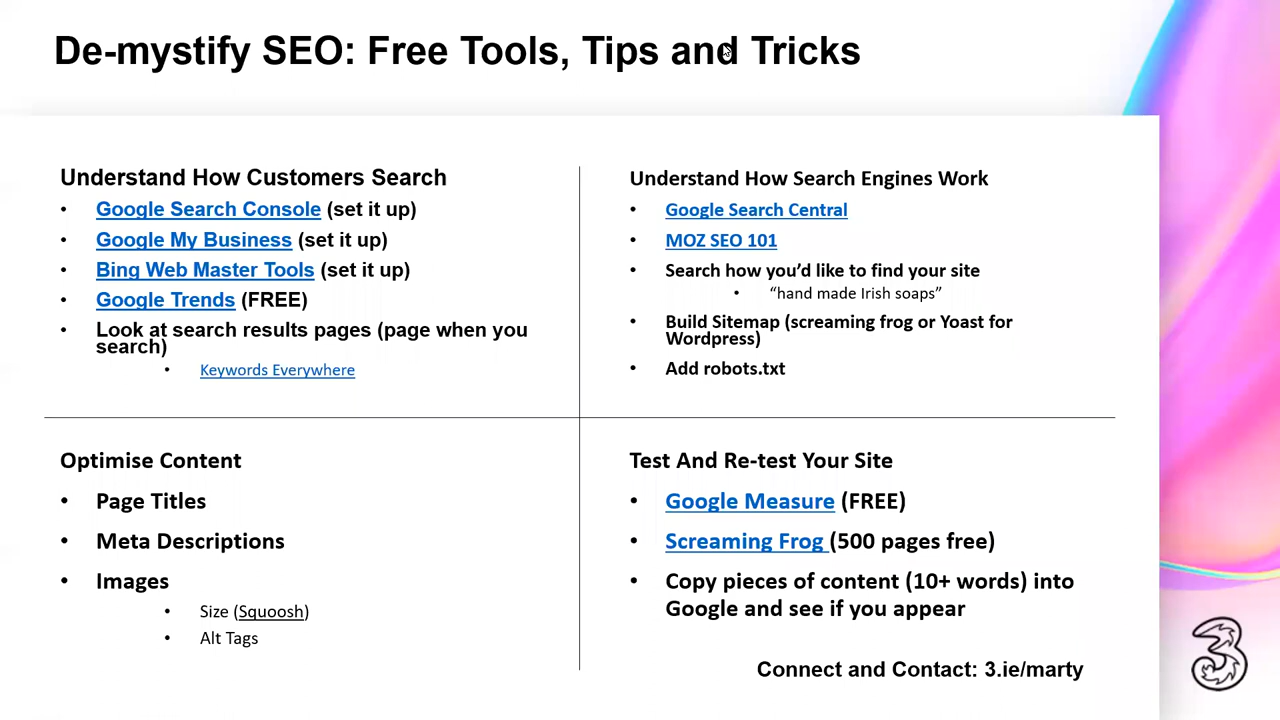 De-mystify SEO: Free Tools, Tips and Tricks
Understand How Customers Search
• Google Search Console (set it up)
• Google My Business (set it up)
• Bing Web Master Tools (set it up)
• Google Trends (FREE)
• Look at search results pages (page when you
search)
• Keywords Everywhere
Understand How Search Engines Work
• Google Search Central
• MOZ SEO 101
• Search how you’d like to find your site
• “hand made Irish soaps”
• Build Sitemap (screaming frog or Yoast for
Wordpress)
• Add robots.txt
Optimise Content
• Page Titles
• Meta Descriptions
• Images
• Size (Squoosh)
• Alt Tags
Test And Re-test Your Site
• Google Measure (FREE)
• Screaming Frog (500 pages free)
• Copy pieces of content (10+ words) into
Google and see if you appear
Connect and Contact: 3.ie/marty
3